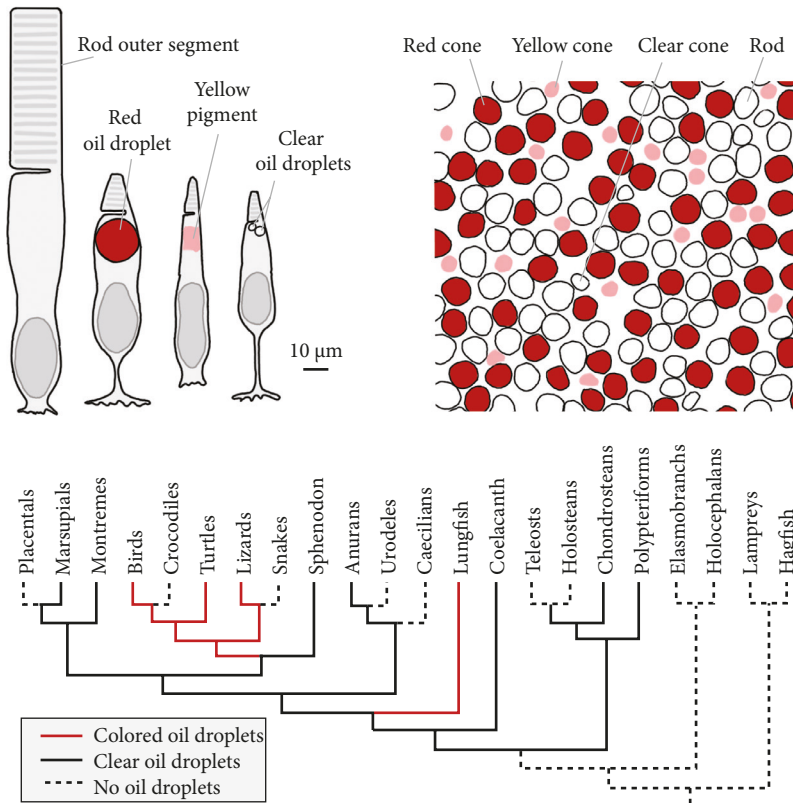 Rod outer segment
Red
oil droplet
Yellow
pigment
Clear
oil droplets
10 µm
Red cone
Yellow cone
Clear cone
Rod
Placentals
Marsupials
Montremes
Birds
Crocodiles
Turtles
Lizards
Snakes
Sphenodon
Anurans
Urodeles
Caecilians
Lungfish
Coelacanth
Teleosts
Holosteans
Chondrosteans
Polypteriforms
Elasmobranchs
Holocephalans
Lampreys
Haefish
Colored oil droplets
Clear oil droplets
No oil droplets